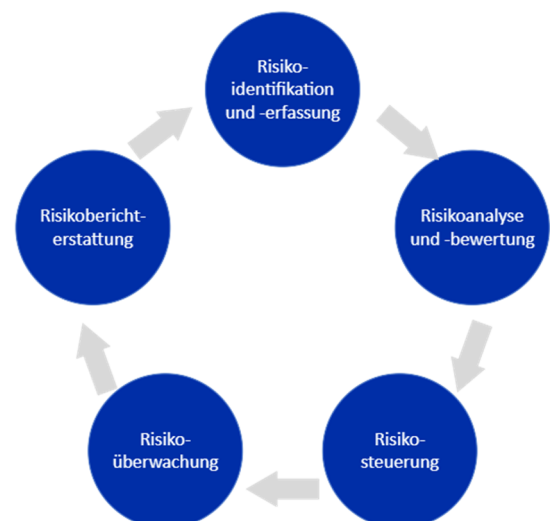 Risiko-
identifikation
und -erfassung
Risikoanalyse
und -bewertung
Risiko-
steuerung
Risiko-
überwachung
Risikobericht-
erstattung